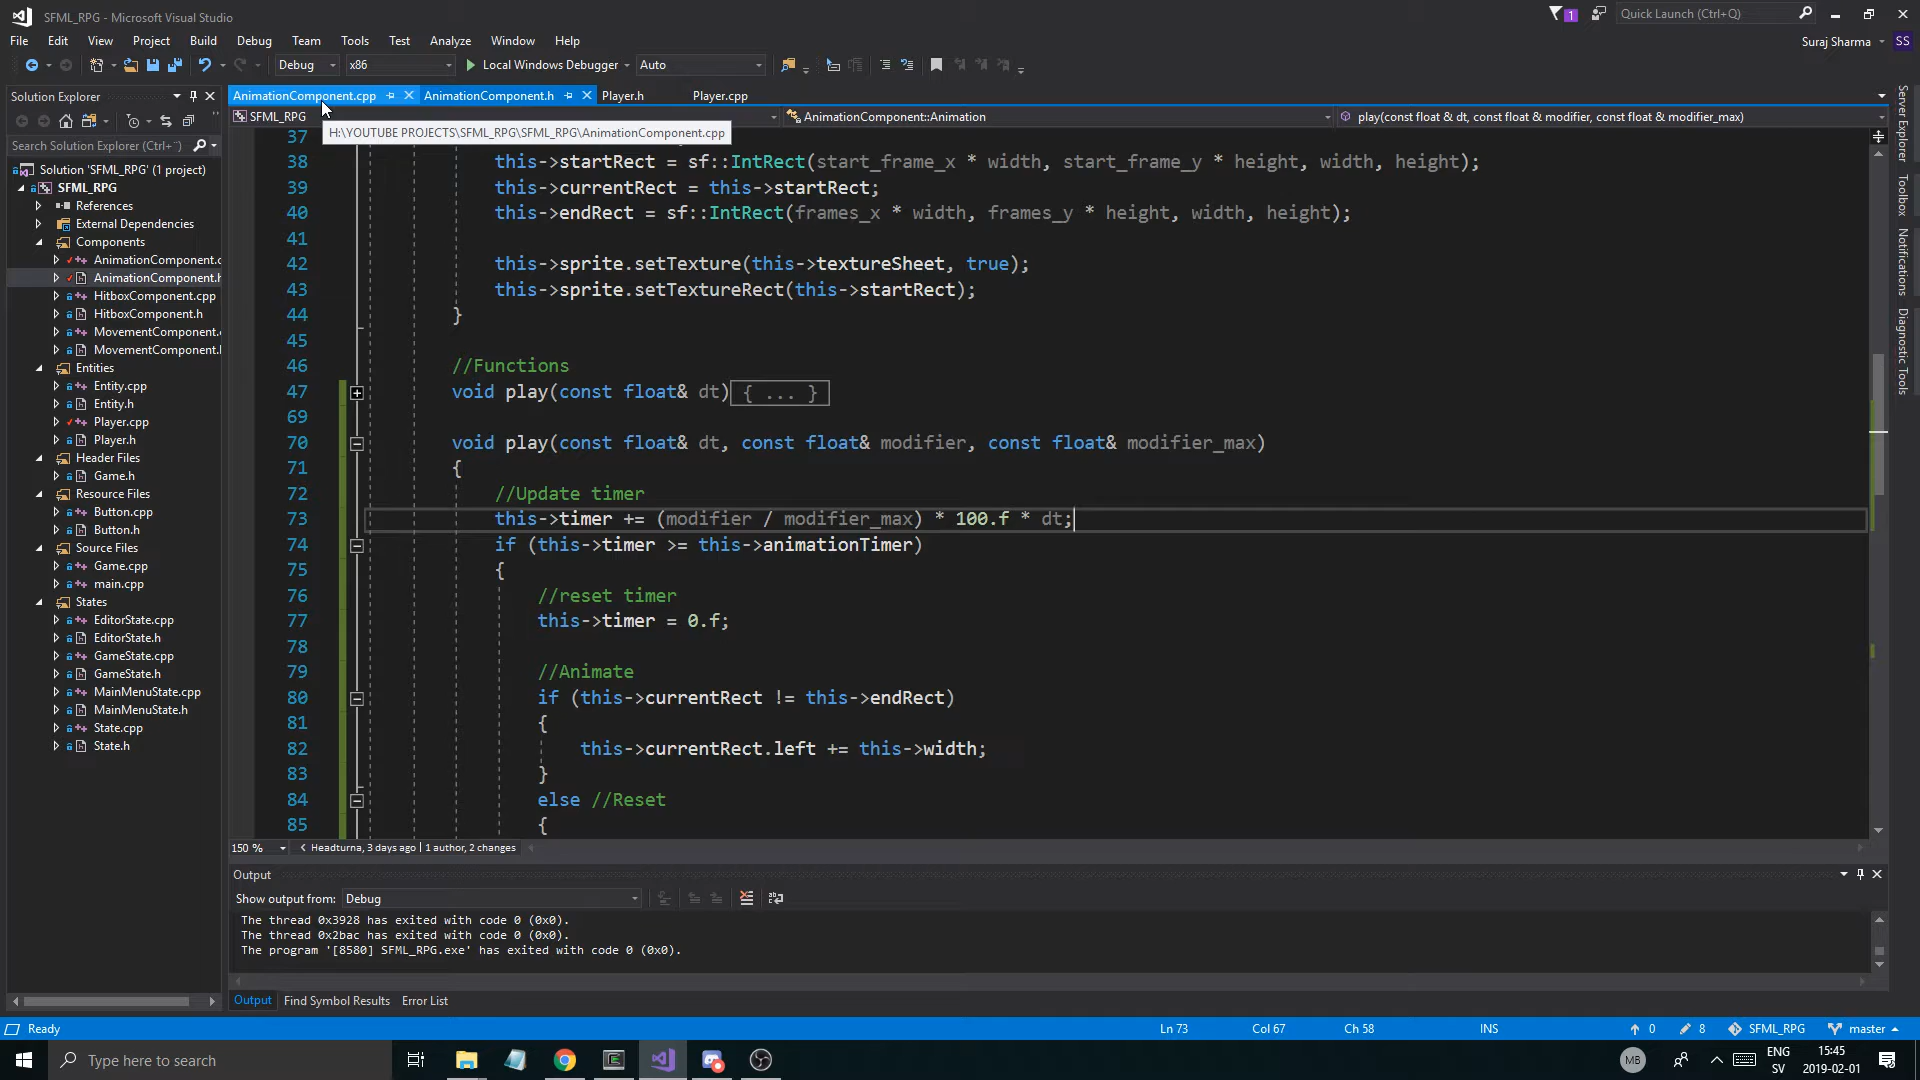 SFML_RPG - Microsoft Visual Studio
1
Quick Launch (Ctrl+Q)
File Edit View Project Build Debug Team Tools Test Analyze Window Help
Suraj Sharma SS
Debug x86 Local Windows Debugger Auto
Solution Explorer
AnimationComponent.cpp AnimationComponent.h Player.h Player.cpp
SFML_RPG AnimationComponent::Animation play(const float & dt, const float & modifier, const float & modifier_max)
H:\YOUTUBE PROJECTS\SFML_RPG\SFML_RPG\AnimationComponent.cpp
Search Solution Explorer (Ctrl+¨)
Solution 'SFML_RPG' (1 project)
SFML_RPG
References
External Dependencies
Components
AnimationComponent.c
AnimationComponent.h
HitboxComponent.cpp
HitboxComponent.h
MovementComponent.
MovementComponent.
Entities
Entity.cpp
Entity.h
Player.cpp
Player.h
Header Files
Game.h
Resource Files
Button.cpp
Button.h
Source Files
Game.cpp
main.cpp
States
EditorState.cpp
EditorState.h
GameState.cpp
GameState.h
MainMenuState.cpp
MainMenuState.h
State.cpp
State.h
37
38 this->startRect = sf::IntRect(start_frame_x * width, start_frame_y * height, width, height);
39 this->currentRect = this->startRect;
40 this->endRect = sf::IntRect(frames_x * width, frames_y * height, width, height);
41
42 this->sprite.setTexture(this->textureSheet, true);
43 this->sprite.setTextureRect(this->startRect);
44 }
45
46 //Functions
47 void play(const float& dt){ ... }
69
70 void play(const float& dt, const float& modifier, const float& modifier_max)
71 {
72 //Update timer
73 this->timer += (modifier / modifier_max) * 100.f * dt;
74 if (this->timer >= this->animationTimer)
75 {
76 //reset timer
77 this->timer = 0.f;
78
79 //Animate
80 if (this->currentRect != this->endRect)
81 {
82 this->currentRect.left += this->width;
83 }
84 else //Reset
85 {
150 % Headturna, 3 days ago | 1 author, 2 changes
Output
Show output from: Debug
The thread 0x3928 has exited with code 0 (0x0).
The thread 0x2bac has exited with code 0 (0x0).
The program '[8580] SFML_RPG.exe' has exited with code 0 (0x0).
Output Find Symbol Results Error List
Server Explorer
Toolbox
Notifications
Diagnostic Tools
Ready Ln 73 Col 67 Ch 58 INS 0 8 SFML_RPG master
Type here to search
MB
ENG
SV
15:45
2019-02-01